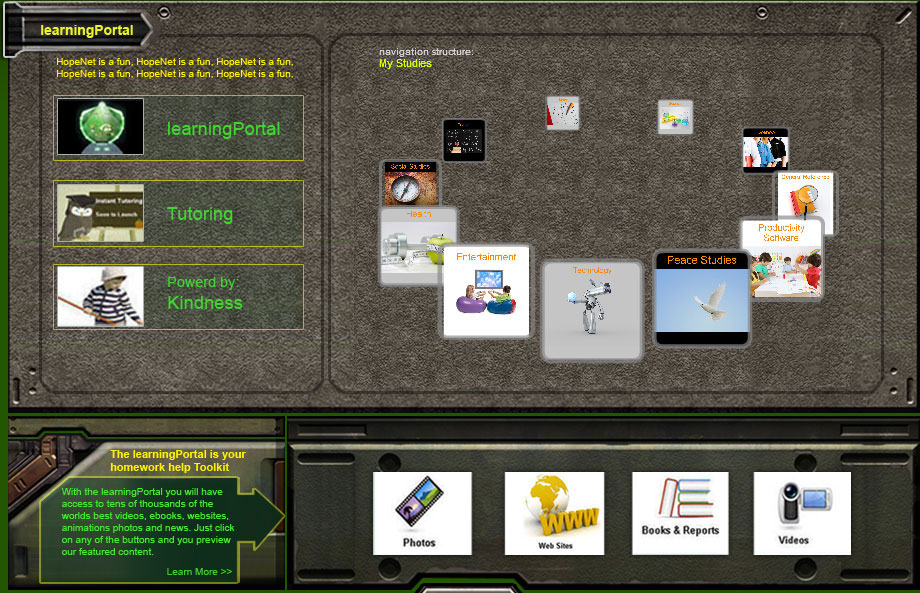 learningPortal
HopeNet is a fun, HopeNet is a fun, HopeNet is a fun,
HopeNet is a fun, HopeNet is a fun, HopeNet is a fun,
learningPortal
Instant Tutoring
Tutoring
Powerd by:
Kindness
navigation structure:
My Studies
Social Studies
Health
Entertainment
Technology
Peace Studies
Productivity
Software
General Reference
The learningPortal is your
homework help Toolkit
With the learningPortal you will have
access to tens of thousands of the
worlds best videos, ebooks, websites,
animations photos and news. Just click
on any of the buttons and you preview
our featured content.
Learn More >>
Photos
WWW
Web Sites
Books & Reports
Videos